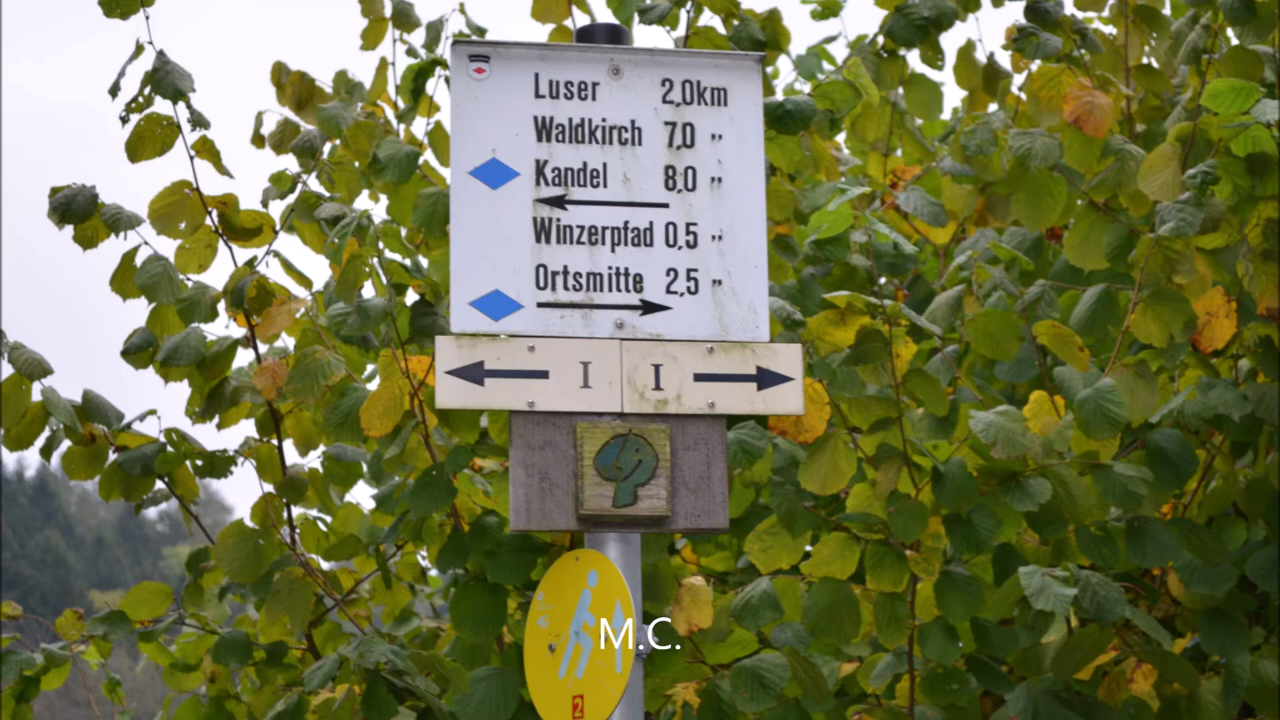 Luser 2,0km
Waldkirch 7,0 "
Kandel 8,0 "
Winzerpfad 0,5 "
Ortsmitte 2,5 "
I I
M.C.
2